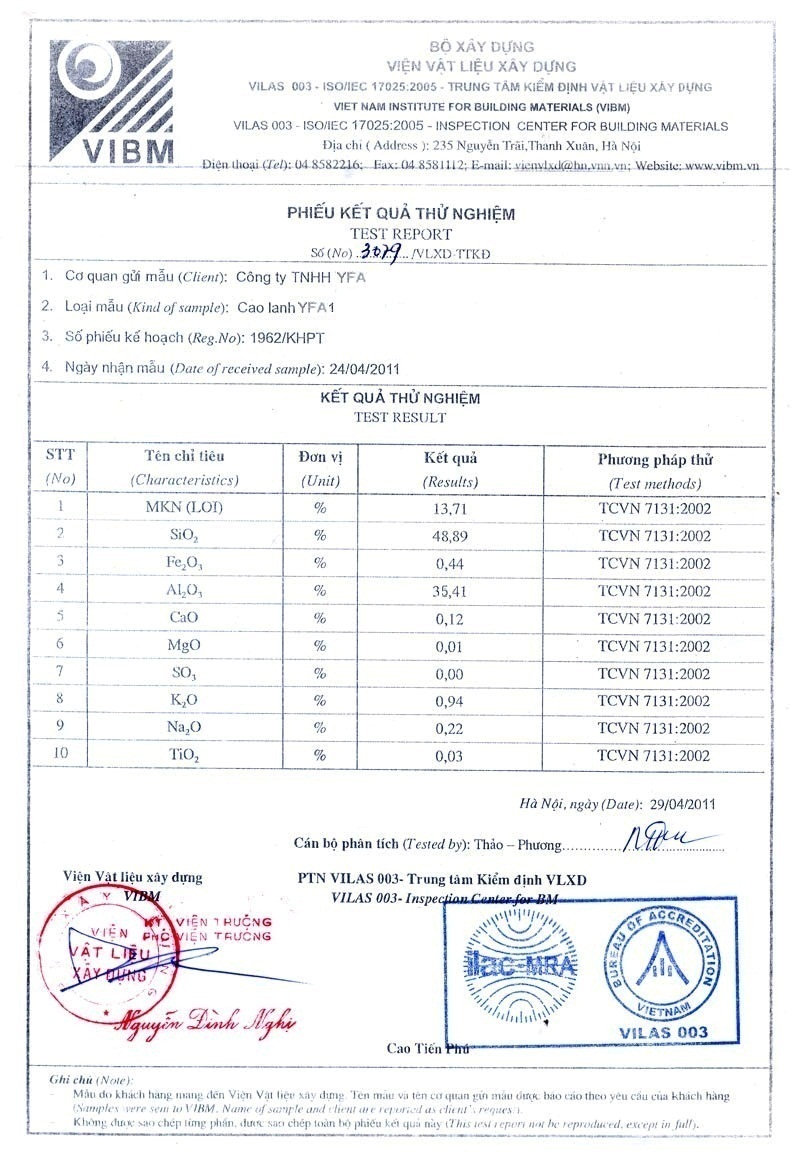 VIBM
BỘ XÂY DỰNG
VIỆN VẬT LIỆU XÂY DỰNG
VILAS 003 - ISO/IEC 17025:2005 - TRUNG TÂM KIỂM ĐỊNH VẬT LIỆU XÂY DỰNG
VIET NAM INSTITUTE FOR BUILDING MATERIALS (VIBM)
VILAS 003 - ISO/IEC 17025:2005 - INSPECTION CENTER FOR BUILDING MATERIALS
Địa chỉ ( Address ): 235 Nguyễn Trãi,Thanh Xuân, Hà Nội
Điện thoại (Tel): 04 8582216; Fax: 04 8581112; E-mail: vienvlxd@hn.vnn.vn; Website: www.vibm.vn
PHIẾU KẾT QUẢ THỬ NGHIỆM
TEST REPORT
Số (No) .3079.../VLXD-TTKĐ
1. Cơ quan gửi mẫu (Client): Công ty TNHH YFA
2. Loại mẫu (Kind of sample): Cao lanh YFA1
3. Số phiếu kế hoạch (Reg.No): 1962/KHPT
4. Ngày nhận mẫu (Date of received sample): 24/04/2011
KẾT QUẢ THỬ NGHIỆM
TEST RESULT
STT Tên chỉ tiêu Đơn vị Kết quả Phương pháp thử
(No) (Characteristics) (Unit) (Results) (Test methods)
1 MKN (LOI) % 13,71 TCVN 7131:2002
2 SiO₂ % 48,89 TCVN 7131:2002
3 Fe₂O₃ % 0,44 TCVN 7131:2002
4 Al₂O₃ % 35,41 TCVN 7131:2002
5 CaO % 0,12 TCVN 7131:2002
6 MgO % 0,01 TCVN 7131:2002
7 SO₃ % 0,00 TCVN 7131:2002
8 K₂O % 0,94 TCVN 7131:2002
9 Na₂O % 0,22 TCVN 7131:2002
10 TiO₂ % 0,03 TCVN 7131:2002
Hà Nội, ngày (Date): 29/04/2011
Cán bộ phân tích (Tested by): Thảo – Phương
Viện Vật liệu xây dựng
VIBM
PTN VILAS 003- Trung tâm Kiểm định VLXD
VILAS 003- Inspection Center for BM
KT VIỆN TRƯỞNG
PHÓ VIỆN TRƯỞNG
VIỆN
VẬT LIỆU
XÂY DỰNG
Nguyễn Đình Nghị
ilac-MRA
BUREAU OF ACCREDITATION
VIETNAM
VILAS 003
Cao Tiến Phú
Ghi chú (Note):
- Mẫu do khách hàng mang đến Viện Vật liệu xây dựng. Tên mẫu và tên cơ quan gửi mẫu được báo cáo theo yêu cầu của khách hàng
(Samples were sent to VIBM. Name of sample and client are reported as client's request).
- Không được sao chép từng phần, được sao chép toàn bộ phiếu kết quả này (This test report not be reproduced, except in full).